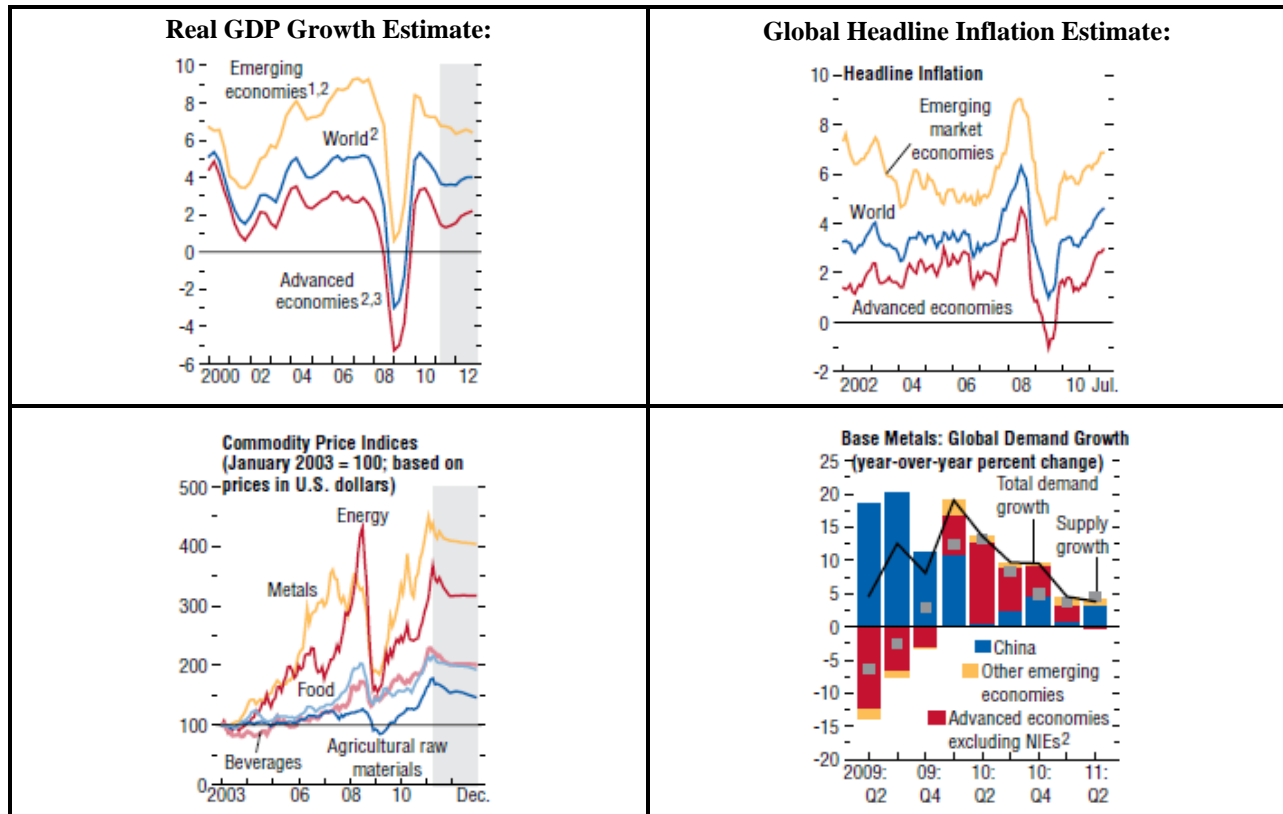 Real GDP Growth Estimate:
10
8
6
4
2
0
-2
-4
-6
Emerging
economies1,2
World2
Advanced
economies2,3
2000 02 04 06 08 10 12
Global Headline Inflation Estimate:
Headline Inflation
10
8
6
4
2
0
-2
Emerging
market
economies
World
Advanced economies
2002 04 06 08 10 Jul.
Commodity Price Indices
(January 2003 = 100; based on
prices in U.S. dollars)
500
400
300
200
100
0
Energy
Metals
Food
Beverages
Agricultural raw
materials
2003 06 08 10 Dec.
Base Metals: Global Demand Growth
(year-over-year percent change)
25
20
15
10
5
0
-5
-10
-15
-20
Total demand
growth
Supply
growth
China
Other emerging
economies
Advanced economies
excluding NIEs2
2009: 09: 10: 10: 11:
Q2 Q4 Q2 Q4 Q2